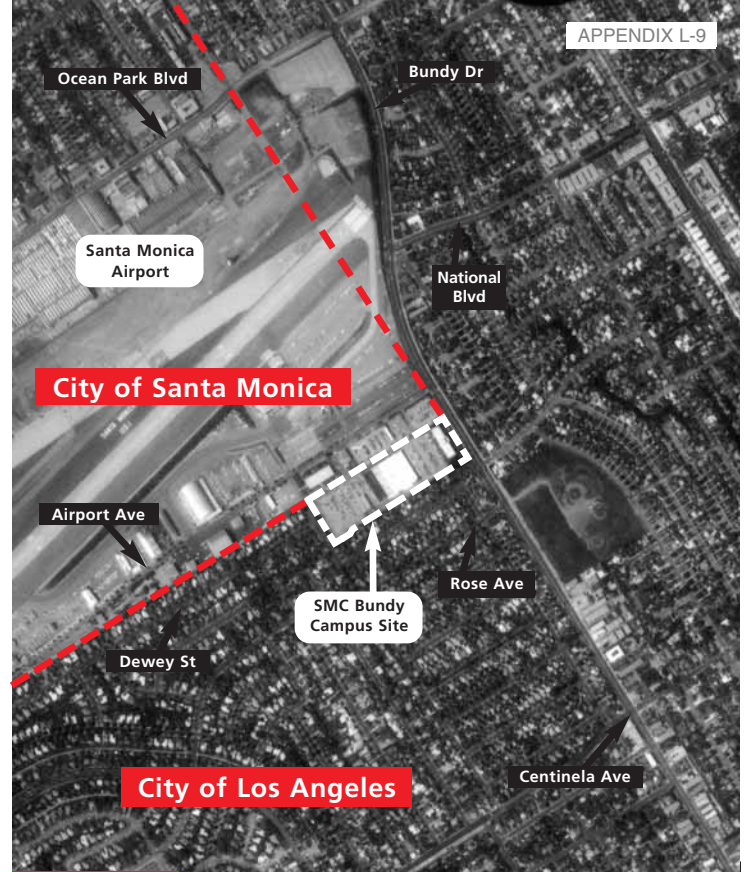 APPENDIX L-9
Ocean Park Blvd
Bundy Dr
Santa Monica
Airport
National
Blvd
City of Santa Monica
Airport Ave
Rose Ave
SMC Bundy
Campus Site
Dewey St
City of Los Angeles
Centinela Ave